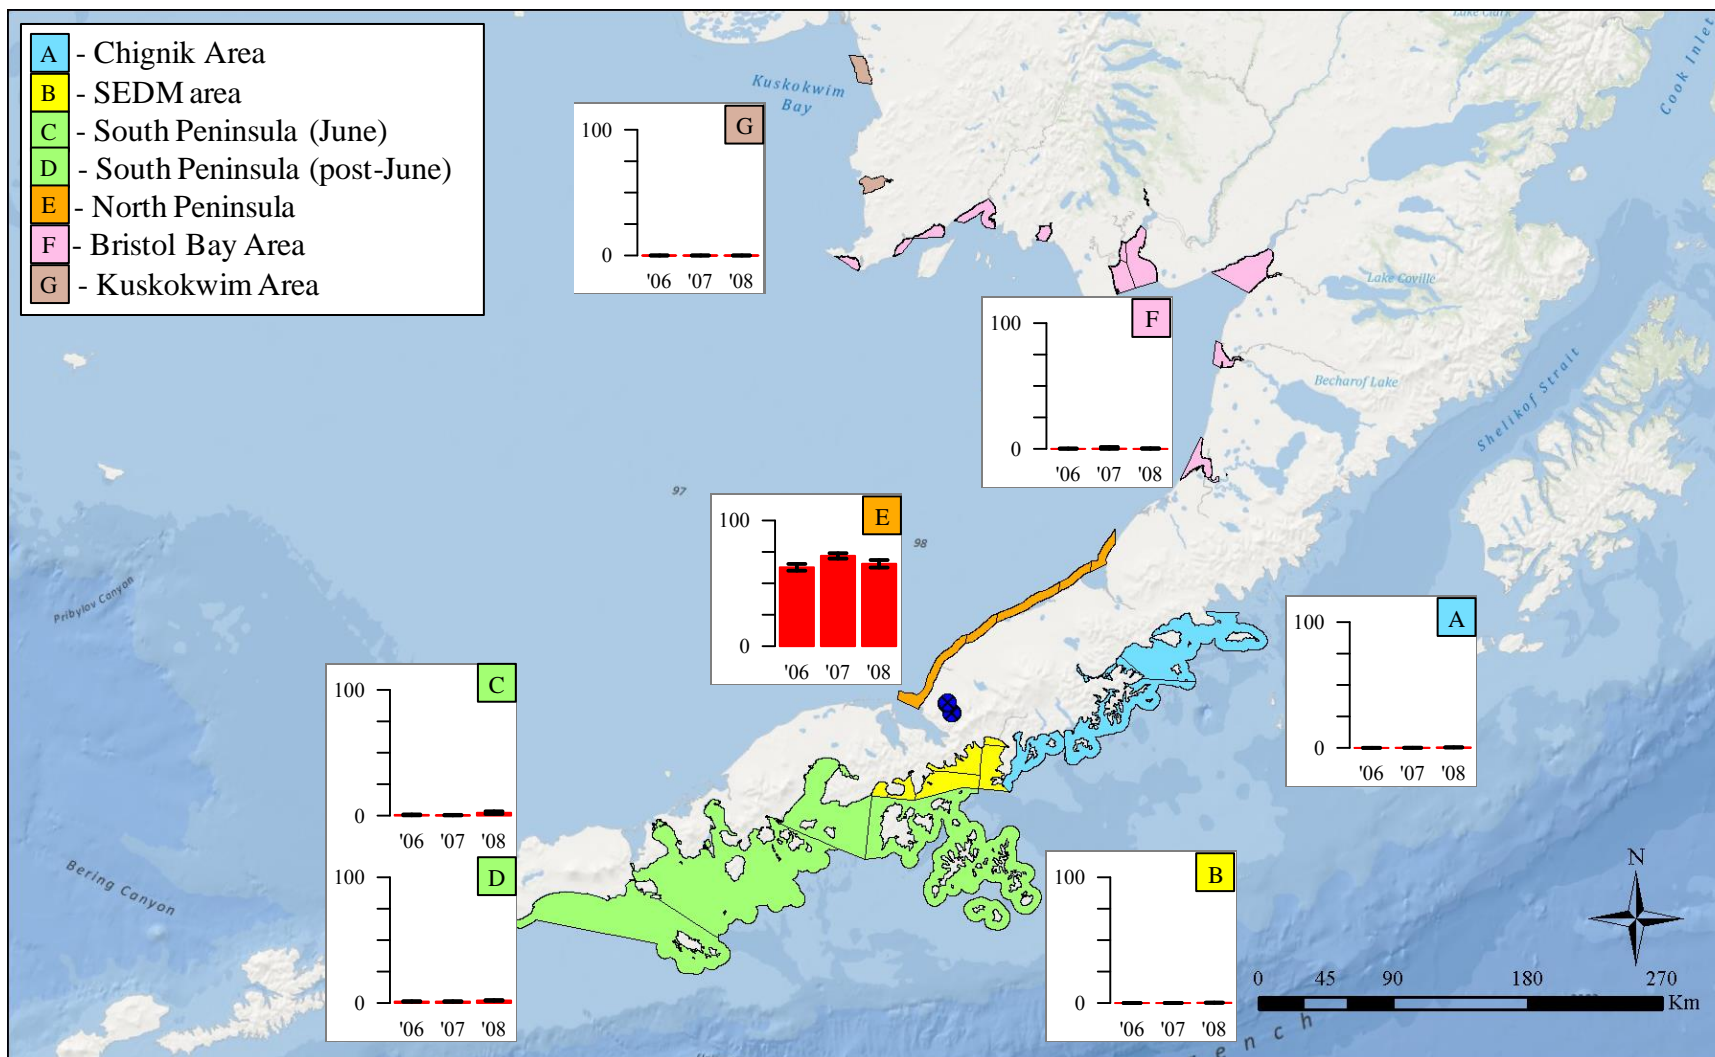 A - Chignik Area
B - SEDM area
C - South Peninsula (June)
D - South Peninsula (post-June)
E - North Peninsula
F - Bristol Bay Area
G - Kuskokwim Area
Lake Clark
Cook Inlet
Kuskokwim
Bay
G
100
0
'06 '07 '08
Lake Coville
F
100
0
'06 '07 '08
Becharof Lake
Shelikof Strait
97
98
E
100
0
'06 '07 '08
Pribylov Canyon
A
100
0
'06 '07 '08
C
100
0
'06 '07 '08
D
100
0
'06 '07 '08
B
100
0
'06 '07 '08
Bering Canyon
N
0 45 90 180 270
Km